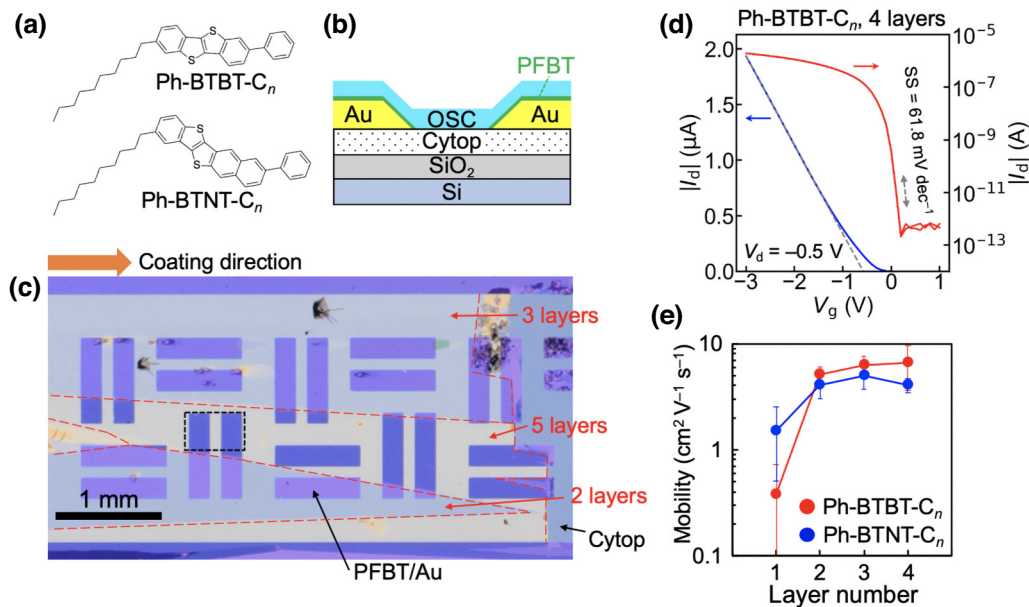 (a)
S
S
Ph-BTBT-Cn
S
S
Ph-BTNT-Cn
(b)
PFBT
Au
OSC
Au
Cytop
SiO2
Si
Coating direction
(c)
3 layers
5 layers
2 layers
1 mm
Cytop
PFBT/Au
(d)
Ph-BTBT-Cn, 4 layers
2.0
1.5
1.0
0.5
0.0
|Id| (μA)
10−5
10−7
10−9
10−11
10−13
|Id| (A)
SS = 61.8 mV dec−1
Vd = −0.5 V
−3 −2 −1 0 1
Vg (V)
(e)
10
1
0.1
Mobility (cm2 V−1 s−1)
Ph-BTBT-Cn
Ph-BTNT-Cn
1 2 3 4
Layer number